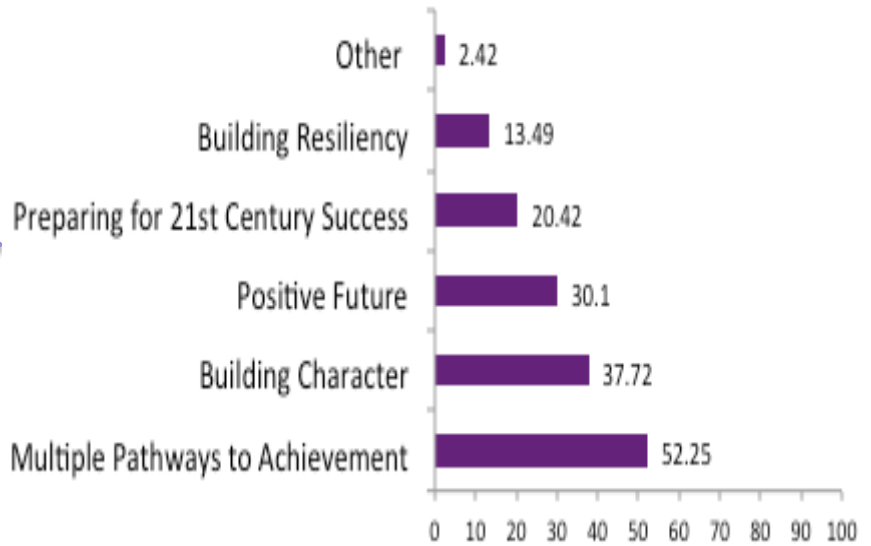 Other 2.42
Building Resiliency 13.49
Preparing for 21st Century Success 20.42
Positive Future 30.1
Building Character 37.72
Multiple Pathways to Achievement 52.25
0 10 20 30 40 50 60 70 80 90 100